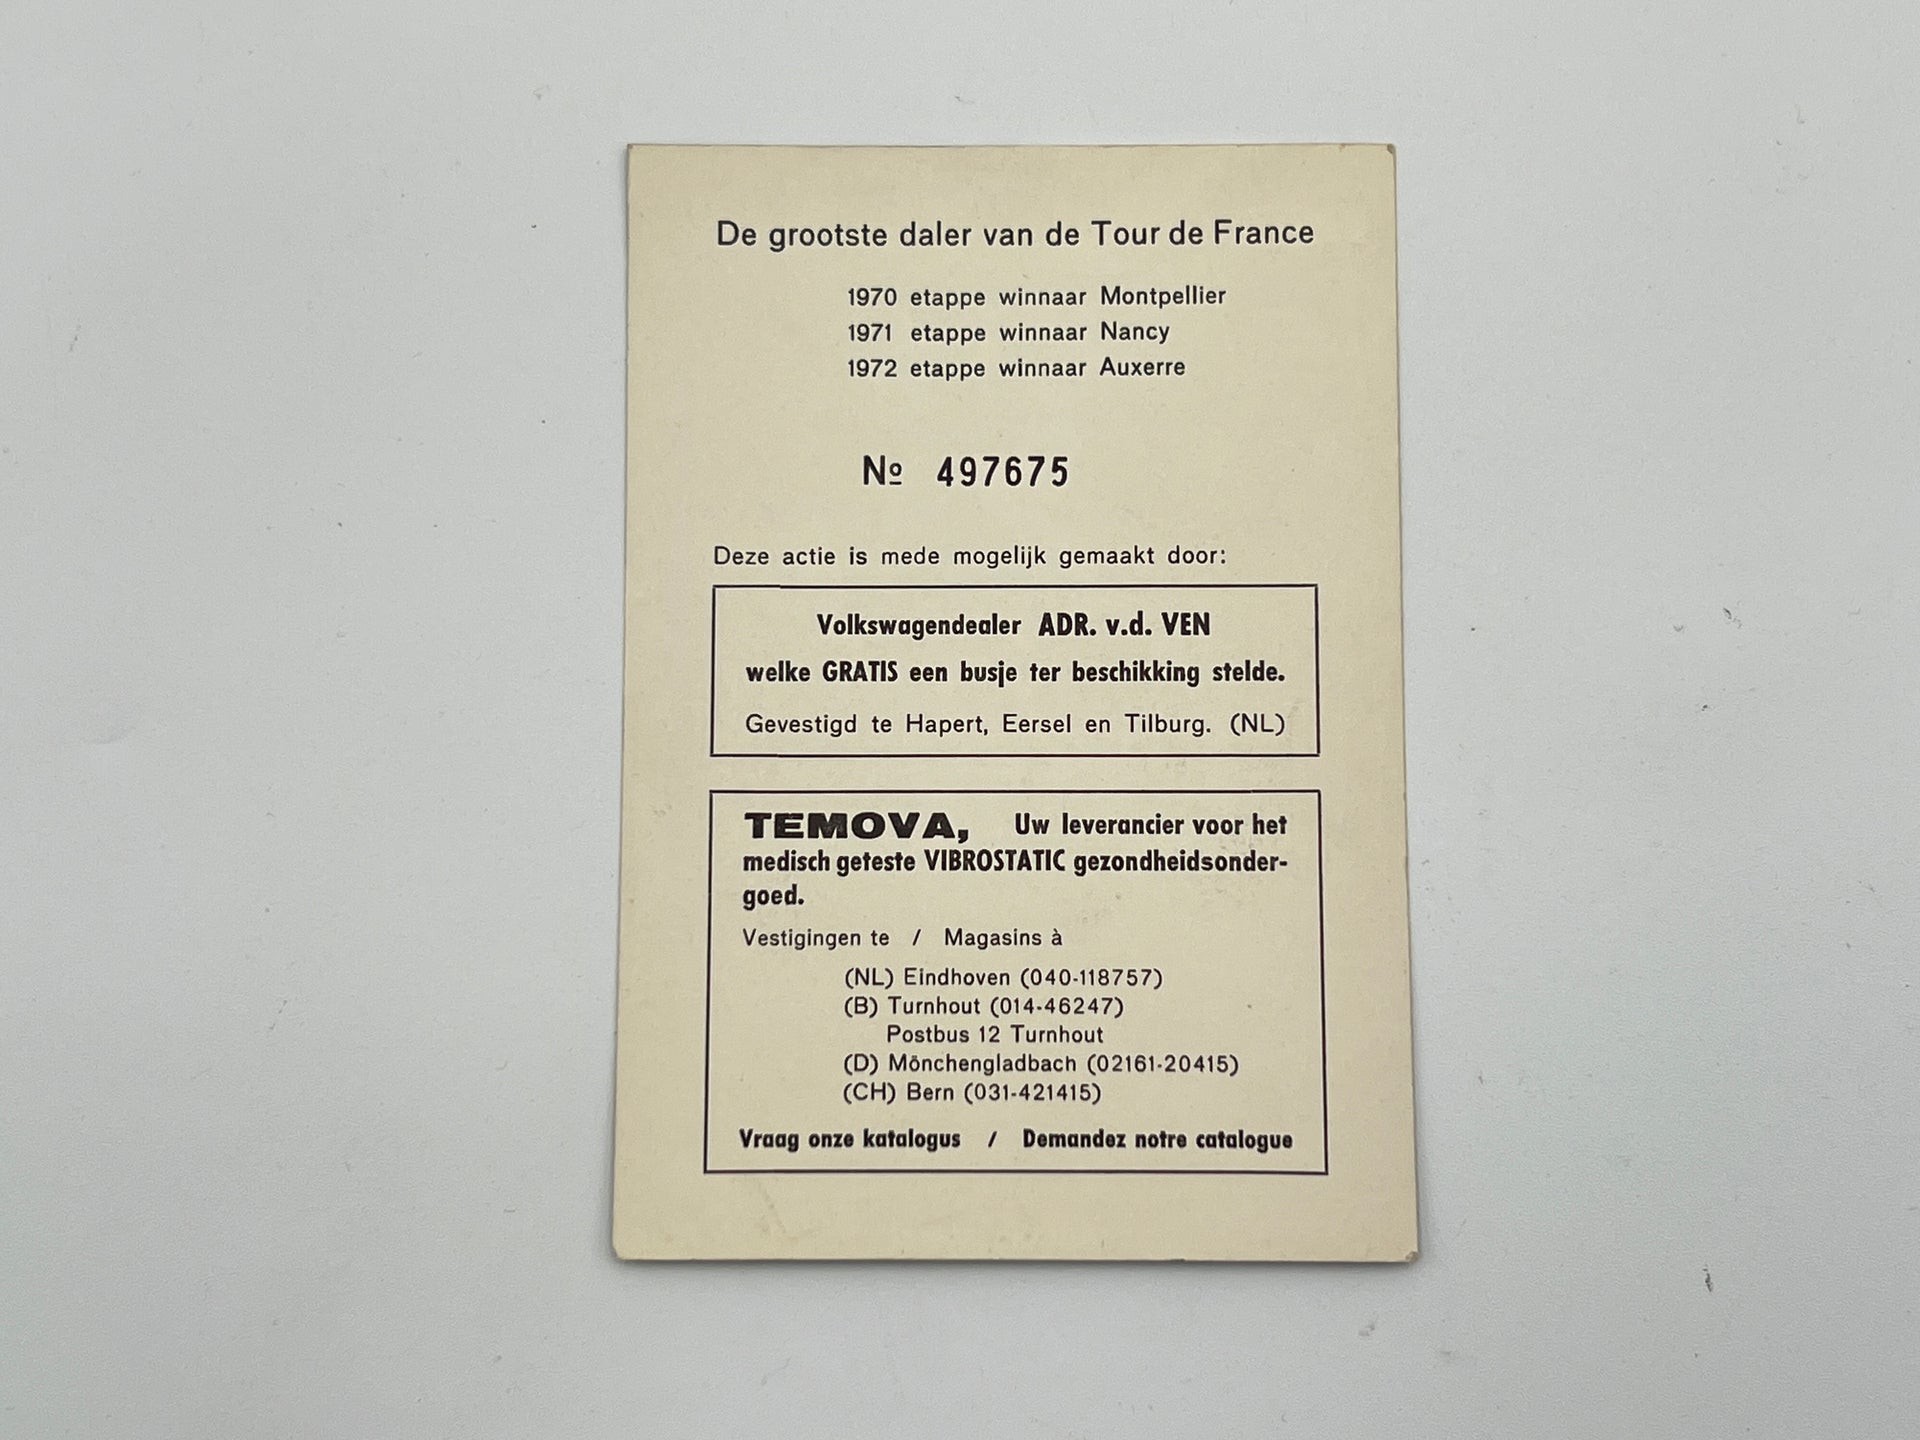 De grootste daler van de Tour de France
1970 etappe winnaar Montpellier
1971 etappe winnaar Nancy
1972 etappe winnaar Auxerre
Nº 497675
Deze actie is mede mogelijk gemaakt door:
Volkswagendealer ADR. v.d. VEN
welke GRATIS een busje ter beschikking stelde.
Gevestigd te Hapert, Eersel en Tilburg. (NL)
TEMOVA, Uw leverancier voor het
medisch geteste VIBROSTATIC gezondheidsonder-
goed.
Vestigingen te / Magasins à
(NL) Eindhoven (040-118757)
(B) Turnhout (014-46247)
Postbus 12 Turnhout
(D) Mönchengladbach (02161-20415)
(CH) Bern (031-421415)
Vraag onze katalogus / Demandez notre catalogue